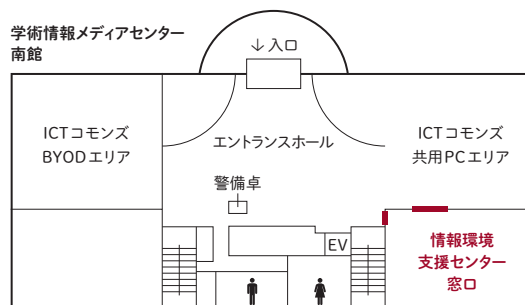 学術情報メディアセンター
南館
↓入口
ICTコモンズ
BYODエリア
エントランスホール
ICTコモンズ
共用PCエリア
警備卓
EV
情報環境
支援センター
窓口